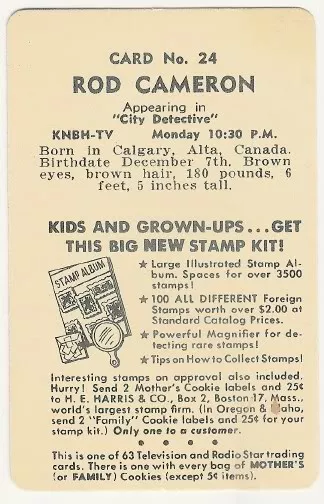 CARD No. 24
ROD CAMERON
Appearing in
"City Detective"
KNBH-TV Monday 10:30 P.M.
Born in Calgary, Alta, Canada.
Birthdate December 7th. Brown
eyes, brown hair, 180 pounds, 6
feet, 5 inches tall.
KIDS AND GROWN-UPS...GET
THIS BIG NEW STAMP KIT!
STAMP ALBUM
★ Large Illustrated Stamp Al-
bum. Spaces for over 3500
stamps!
★ 100 ALL DIFFERENT Foreign
Stamps worth over $2.00 at
Standard Catalog Prices.
★ Powerful Magnifier for de-
tecting rare stamps!
★ Tips on How to Collect Stamps!
Interesting stamps on approval also included.
Hurry! Send 2 Mother's Cookie labels and 25¢
to H. E. HARRIS & CO., Box 2, Boston 17, Mass.,
world's largest stamp firm. (In Oregon & aho,
send 2 "Family" Cookie labels and 25¢ for your
stamp kit.) Only one to a customer.
This is one of 63 Television and Radio Star trading
cards. There is one with every bag of MOTHER'S
(or FAMILY) Cookies (except 5¢ items).